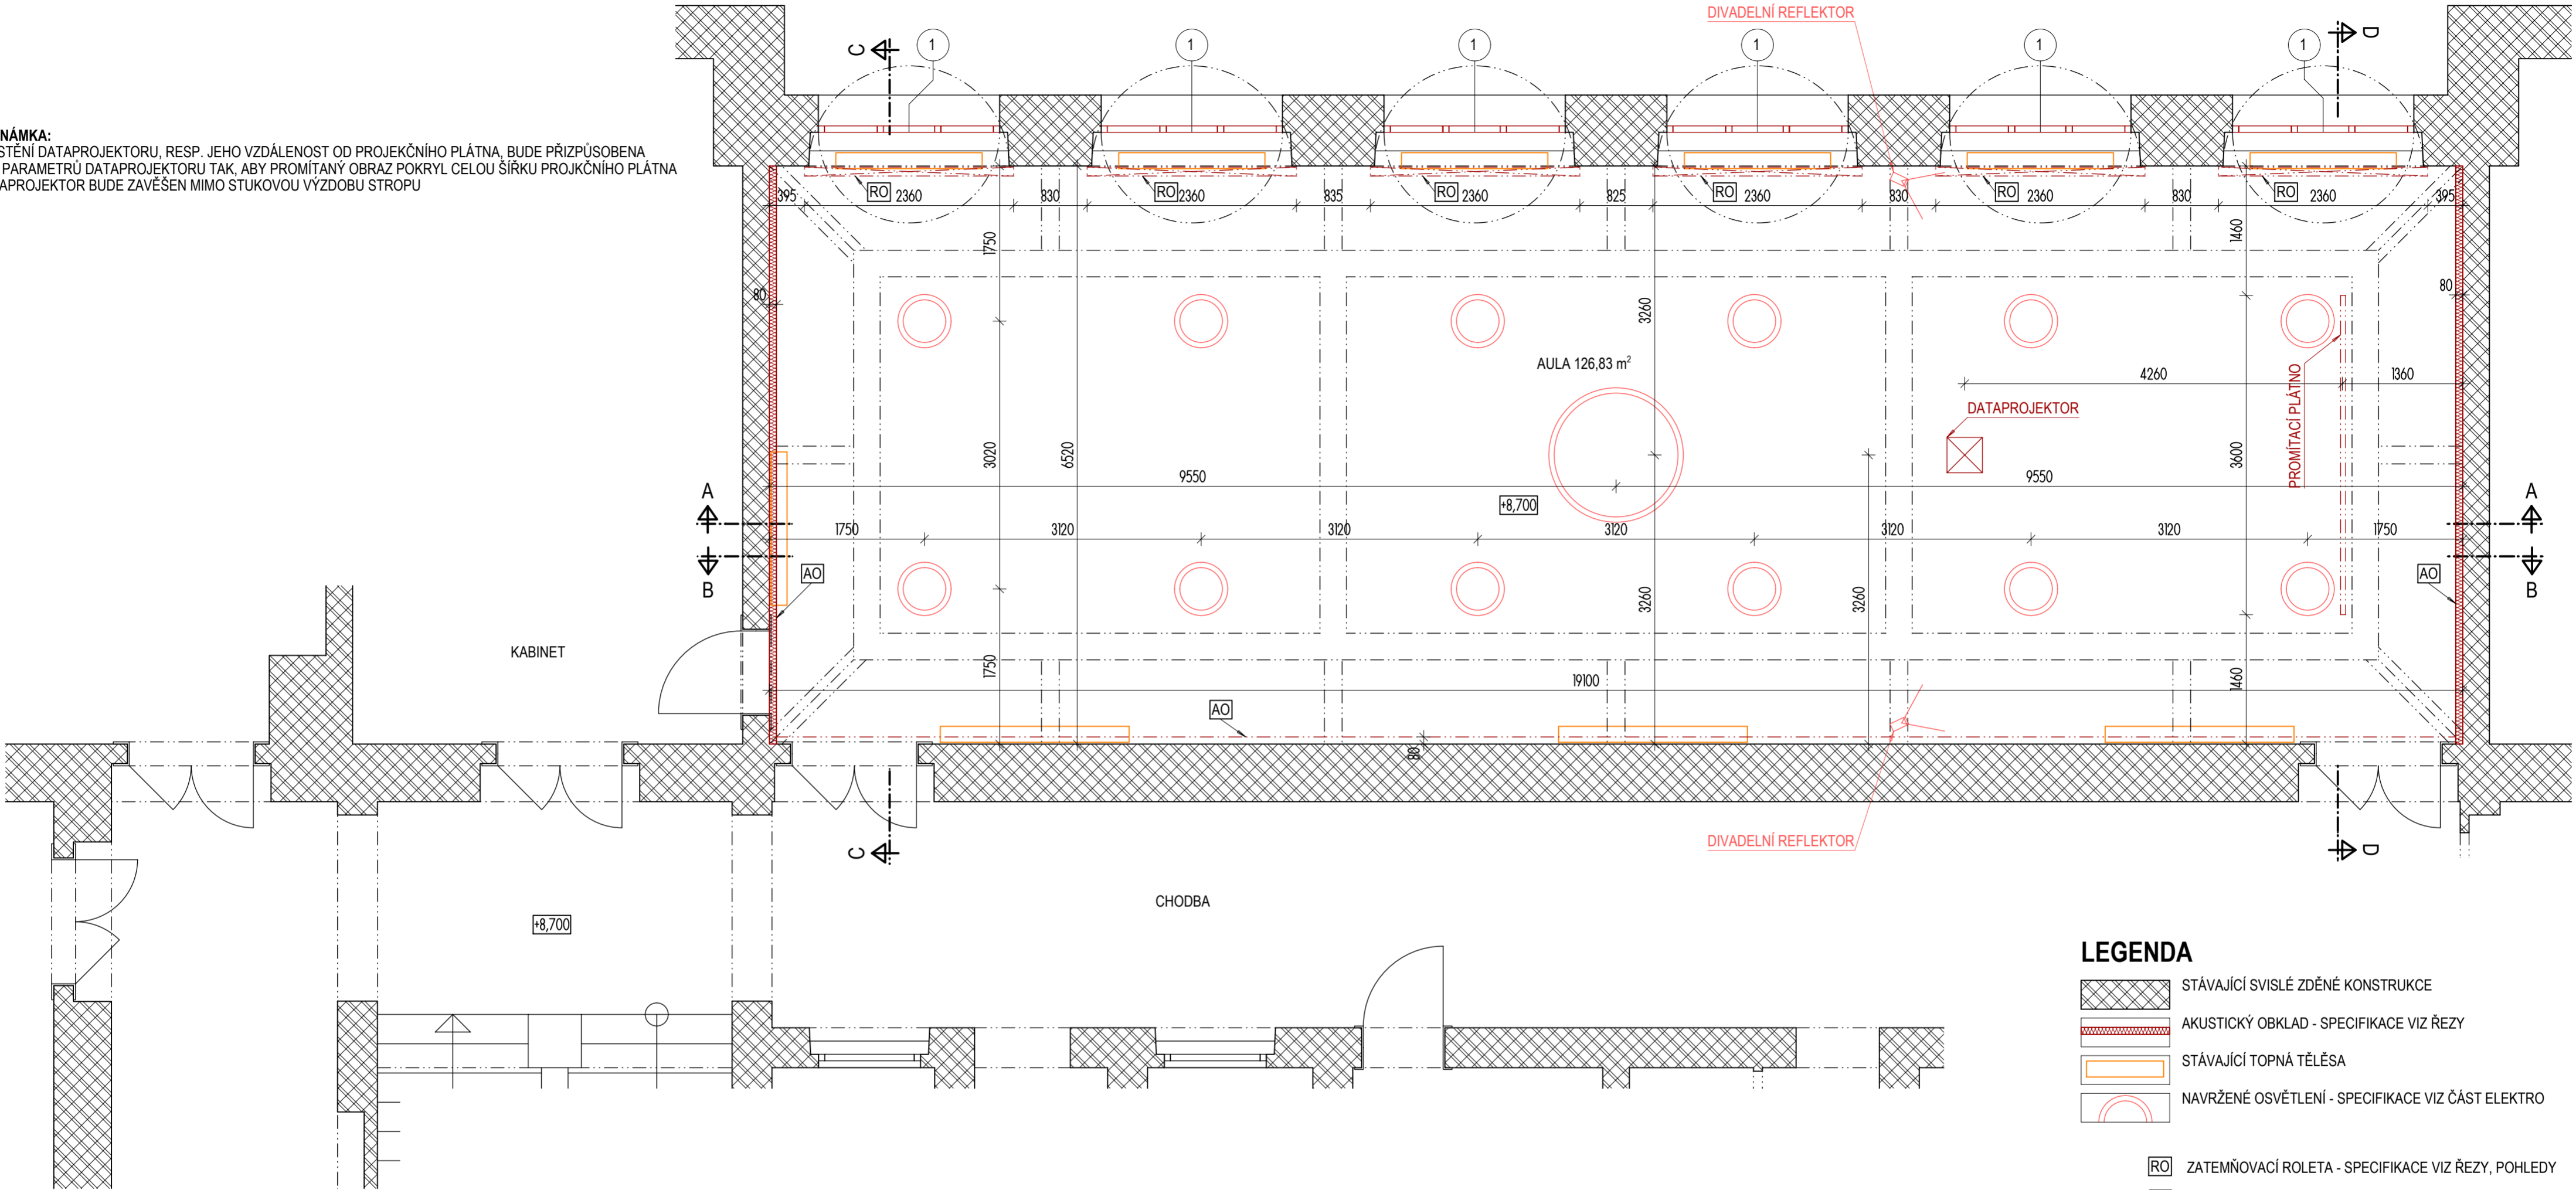 DIVADELNÍ REFLEKTOR
C
1
1
1
1
1
1
D
NÁMKA:
STĚNÍ DATAPROJEKTORU, RESP. JEHO VZDÁLENOST OD PROJEKČNÍHO PLÁTNA, BUDE PŘIZPŮSOBENA
PARAMETRŮ DATAPROJEKTORU TAK, ABY PROMÍTANÝ OBRAZ POKRYL CELOU ŠÍŘKU PROJKČNÍHO PLÁTNA
APROJEKTOR BUDE ZAVĚŠEN MIMO STUKOVOU VÝZDOBU STROPU
395
RO
2360
830
RO
2360
835
RO
2360
825
RO
2360
830
RO
2360
830
RO
2360
395
1750
1460
80
3260
80
AULA 126,83 m²
4260
1360
DATAPROJEKTOR
PROMÍTACÍ PLÁTNO
3020
6520
3600
9550
9550
+8,700
A
A
1750
3120
3120
3120
3120
3120
1750
B
AO
AO
B
3260
3260
KABINET
1750
1460
19100
AO
80
DIVADELNÍ REFLEKTOR
C
D
CHODBA
+8,700
LEGENDA
STÁVAJÍCÍ SVISLÉ ZDĚNÉ KONSTRUKCE
AKUSTICKÝ OBKLAD - SPECIFIKACE VIZ ŘEZY
STÁVAJÍCÍ TOPNÁ TĚLĚSA
NAVRŽENÉ OSVĚTLENÍ - SPECIFIKACE VIZ ČÁST ELEKTRO
RO ZATEMŇOVACÍ ROLETA - SPECIFIKACE VIZ ŘEZY, POHLEDY